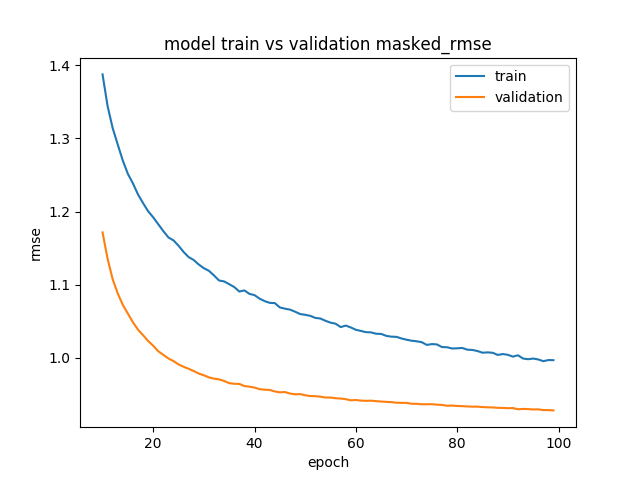 model train vs validation masked_rmse
train
validation
1.4
1.3
1.2
1.1
1.0
rmse
20
40
60
80
100
epoch